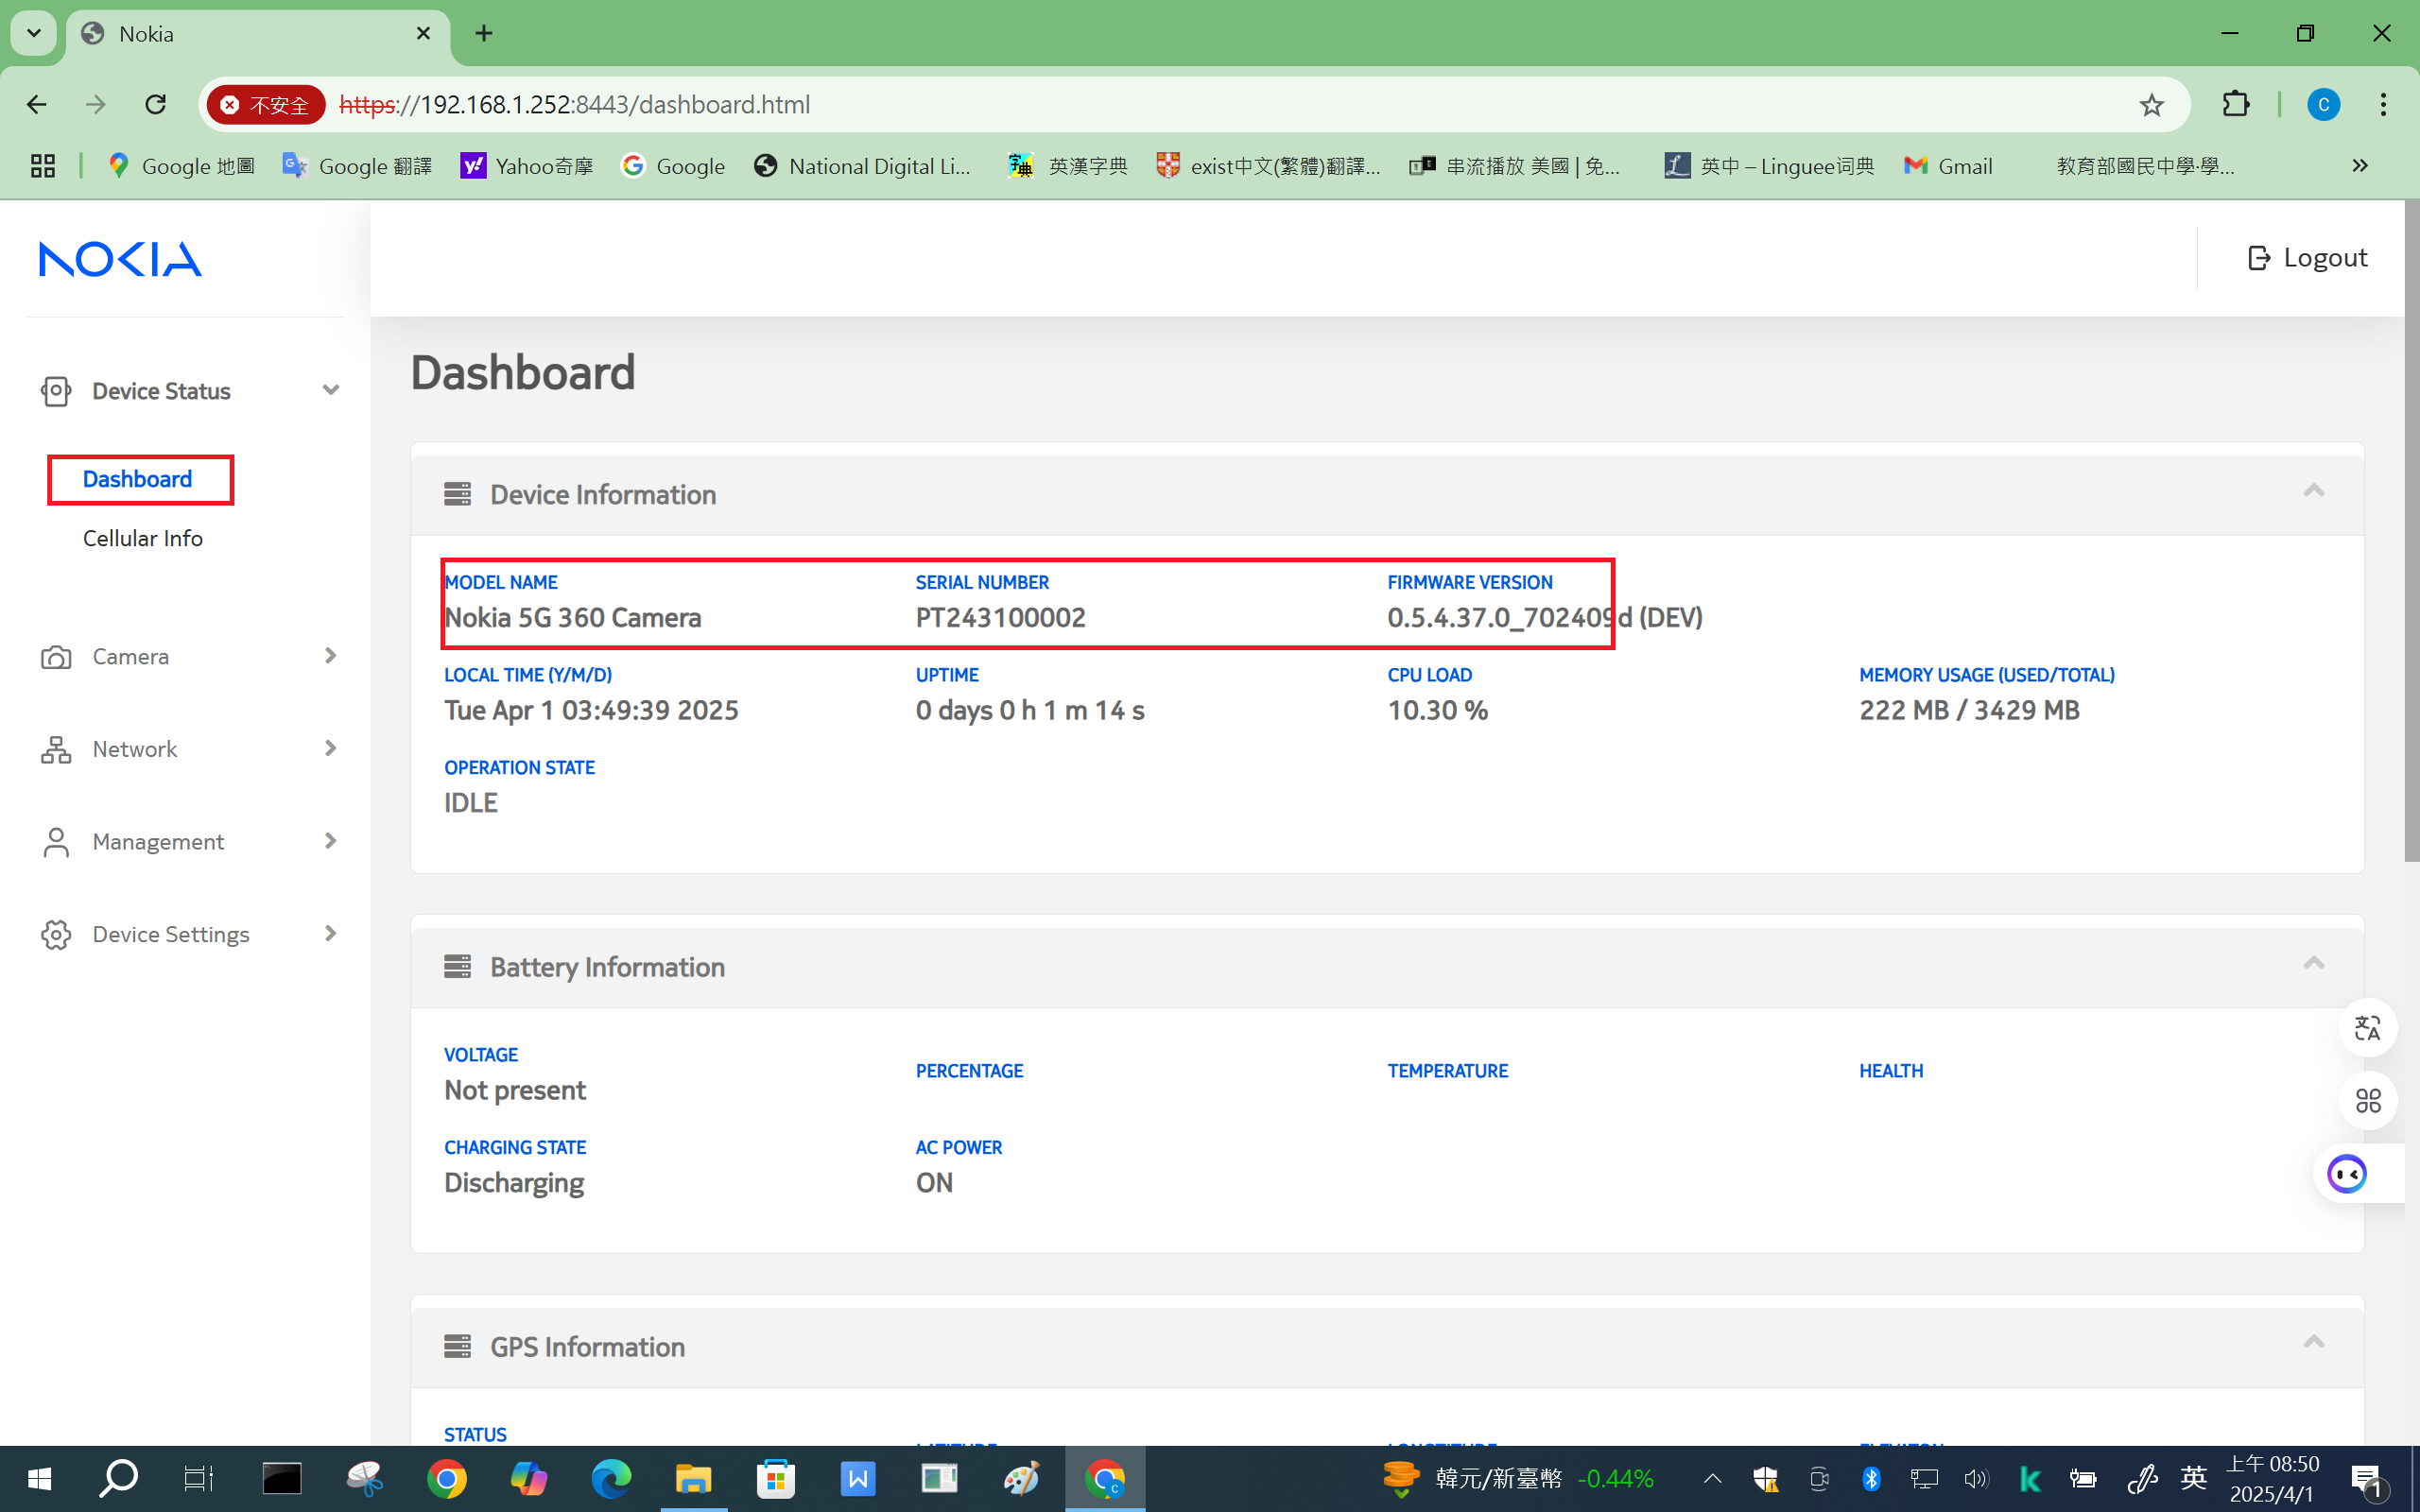 Nokia
不安全 https://192.168.1.252:8443/dashboard.html
C
Google 地圖 Google 翻譯 Yahoo奇摩 Google National Digital Li... 英漢字典 exist中文(繁體)翻譯... 串流播放 美國 | 免... 英中 – Linguee词典 Gmail 教育部國民中學·學... »
NOKIA
Logout
Device Status
Dashboard
Cellular Info
Camera
Network
Management
Device Settings
Dashboard
Device Information
MODEL NAME SERIAL NUMBER FIRMWARE VERSION
Nokia 5G 360 Camera PT243100002 0.5.4.37.0_702409d (DEV)
LOCAL TIME (Y/M/D) UPTIME CPU LOAD MEMORY USAGE (USED/TOTAL)
Tue Apr 1 03:49:39 2025 0 days 0 h 1 m 14 s 10.30 % 222 MB / 3429 MB
OPERATION STATE
IDLE
Battery Information
VOLTAGE PERCENTAGE TEMPERATURE HEALTH
Not present
CHARGING STATE AC POWER
Discharging ON
GPS Information
STATUS
韓元/新臺幣 -0.44% 英 上午 08:50
2025/4/1 1